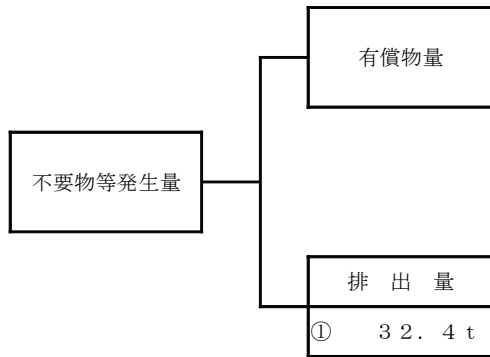 有償物量
不要物等発生量
排　出　量
①　３２．４ｔ